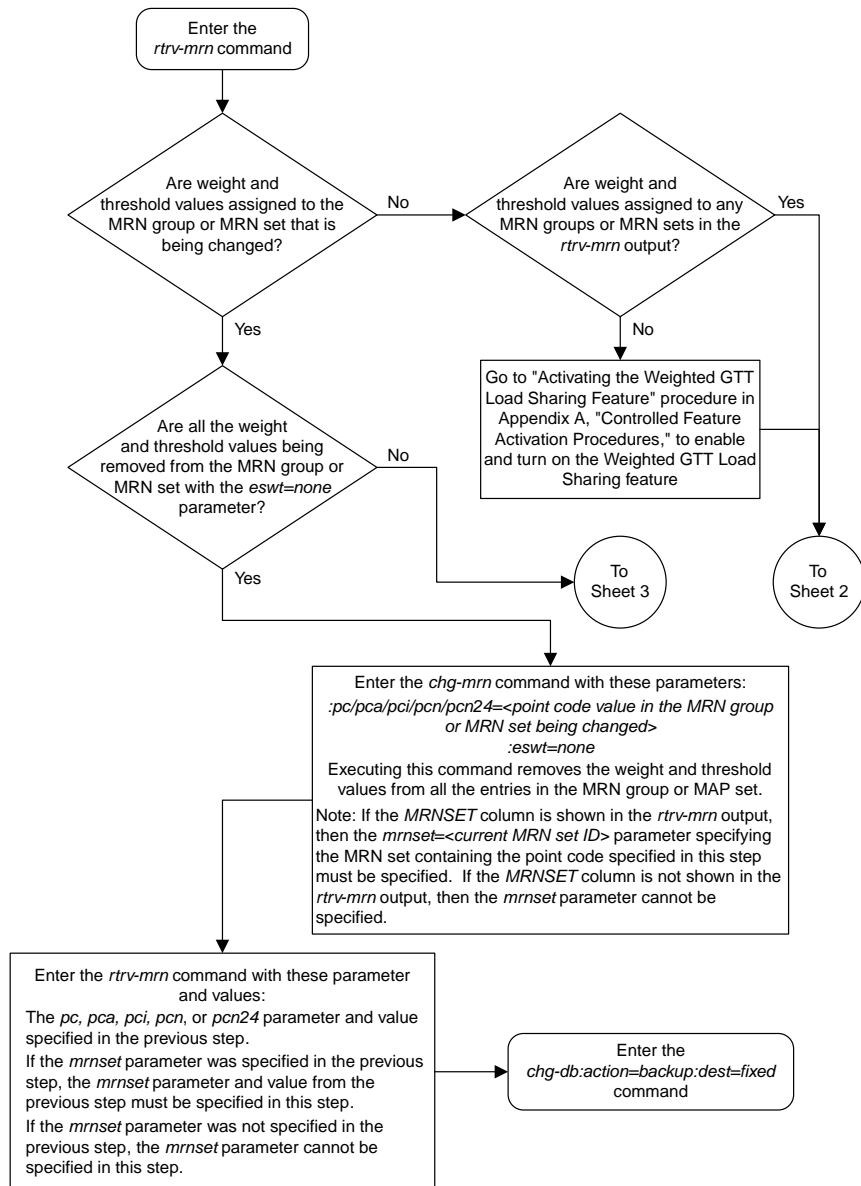 Enter the
rtrv-mrn command
Are weight and
threshold values assigned to the
MRN group or MRN set that is
being changed?
No
Are weight and
threshold values assigned to any
MRN groups or MRN sets in the
rtrv-mrn output?
Yes
Yes
No
Go to "Activating the Weighted GTT
Load Sharing Feature" procedure in
Appendix A, "Controlled Feature
Activation Procedures," to enable
and turn on the Weighted GTT Load
Sharing feature
Are all the weight
and threshold values being
removed from the MRN group or
MRN set with the eswt=none
parameter?
No
Yes
To
Sheet 3
To
Sheet 2
Enter the chg-mrn command with these parameters:
:pc/pca/pci/pcn/pcn24=<point code value in the MRN group
or MRN set being changed>
:eswt=none
Executing this command removes the weight and threshold
values from all the entries in the MRN group or MAP set.
Note: If the MRNSET column is shown in the rtrv-mrn output,
then the mrnset=<current MRN set ID> parameter specifying
the MRN set containing the point code specified in this step
must be specified.  If the MRNSET column is not shown in the
rtrv-mrn output, then the mrnset parameter cannot be
specified.
Enter the rtrv-mrn command with these parameter
and values:
The pc, pca, pci, pcn, or pcn24 parameter and value
specified in the previous step.
If the mrnset parameter was specified in the previous
step, the mrnset parameter and value from the
previous step must be specified in this step.
If the mrnset parameter was not specified in the
previous step, the mrnset parameter cannot be
specified in this step.
Enter the
chg-db:action=backup:dest=fixed
command